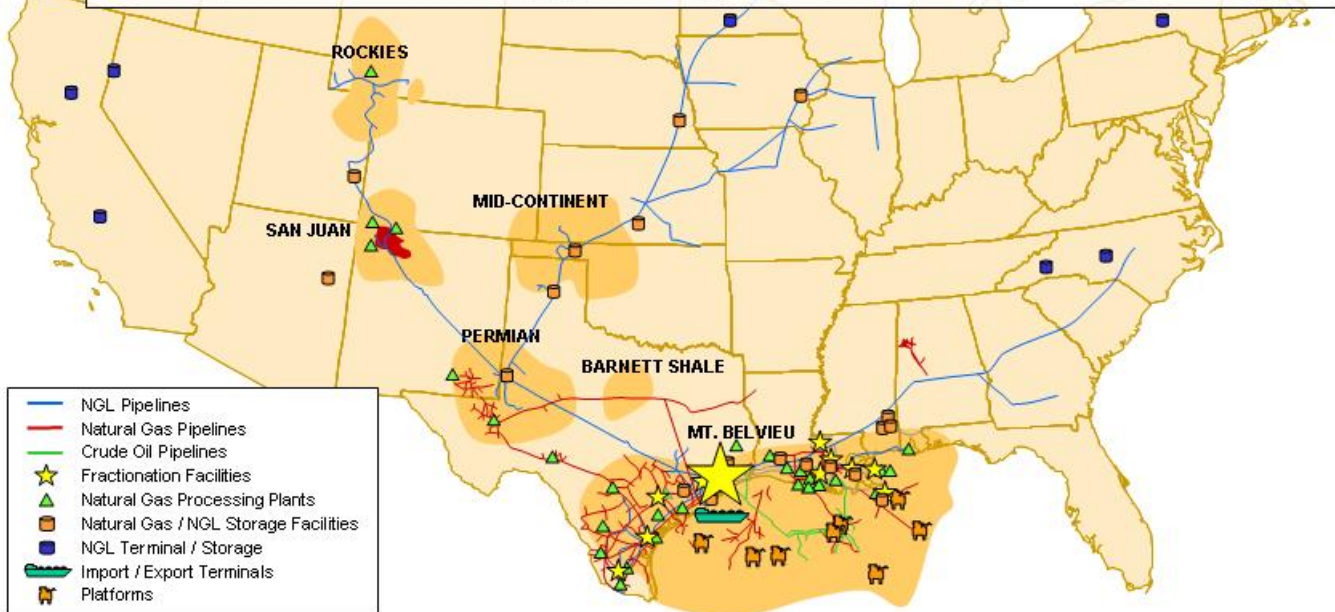 ROCKIES
MID-CONTINENT
SAN JUAN
PERMIAN
BARNETT SHALE
MT. BELVIEU
NGL Pipelines
Natural Gas Pipelines
Crude Oil Pipelines
Fractionation Facilities
Natural Gas Processing Plants
Natural Gas / NGL Storage Facilities
NGL Terminal / Storage
Import / Export Terminals
Platforms